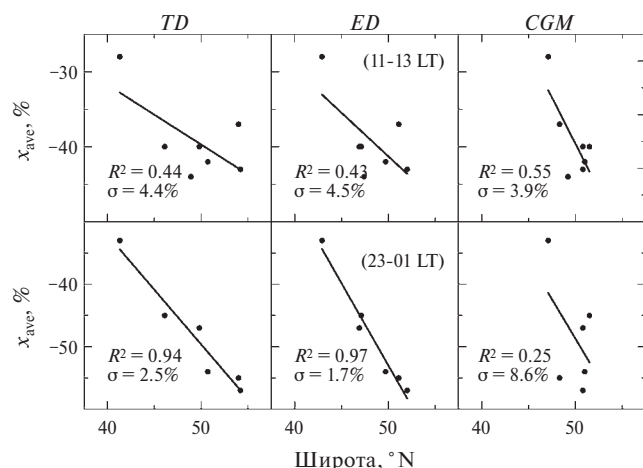 TD ED CGM
−30
−40
−50
x_ave, %
(11-13 LT)
R² = 0.44
σ = 4.4%
R² = 0.43
σ = 4.5%
R² = 0.55
σ = 3.9%
−40
−50
x_ave, %
(23-01 LT)
R² = 0.94
σ = 2.5%
R² = 0.97
σ = 1.7%
R² = 0.25
σ = 8.6%
40 50 40 50 40 50
Широта, °N